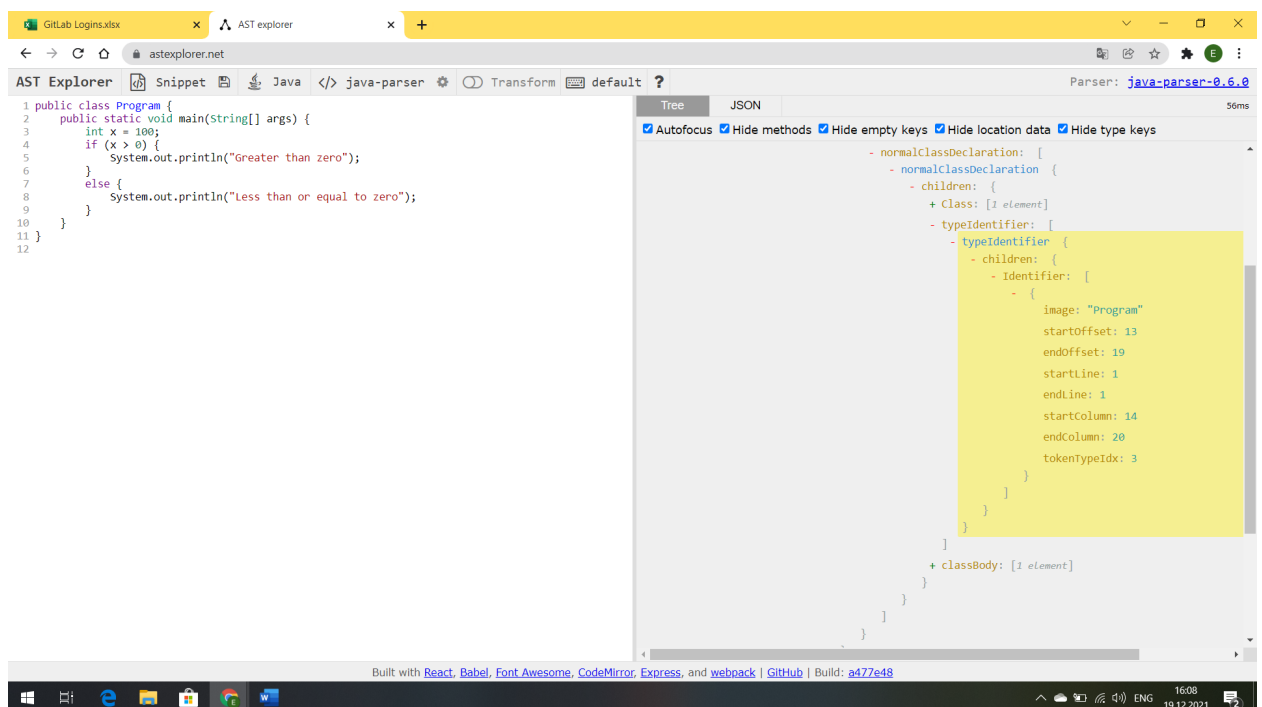 GitLab Logins.xlsx
AST explorer
astexplorer.net
E
AST Explorer Snippet Java </> java-parser Transform default ? Parser: java-parser-0.6.0
1 public class Program {
2 public static void main(String[] args) {
3 int x = 100;
4 if (x > 0) {
5 System.out.println("Greater than zero");
6 }
7 else {
8 System.out.println("Less than or equal to zero");
9 }
10 }
11 }
12
Tree JSON 56ms
Autofocus Hide methods Hide empty keys Hide location data Hide type keys
- normalClassDeclaration: [
- normalClassDeclaration {
- children: {
+ Class: [1 element]
- typeIdentifier: [
- typeIdentifier {
- children: {
- Identifier: [
- {
image: "Program"
startOffset: 13
endOffset: 19
startLine: 1
endLine: 1
startColumn: 14
endColumn: 20
tokenTypeIdx: 3
}
]
}
}
]
+ classBody: [1 element]
}
}
]
}
Built with React, Babel, Font Awesome, CodeMirror, Express, and webpack | GitHub | Build: a477e48
ENG
16:08
19.12.2021
2